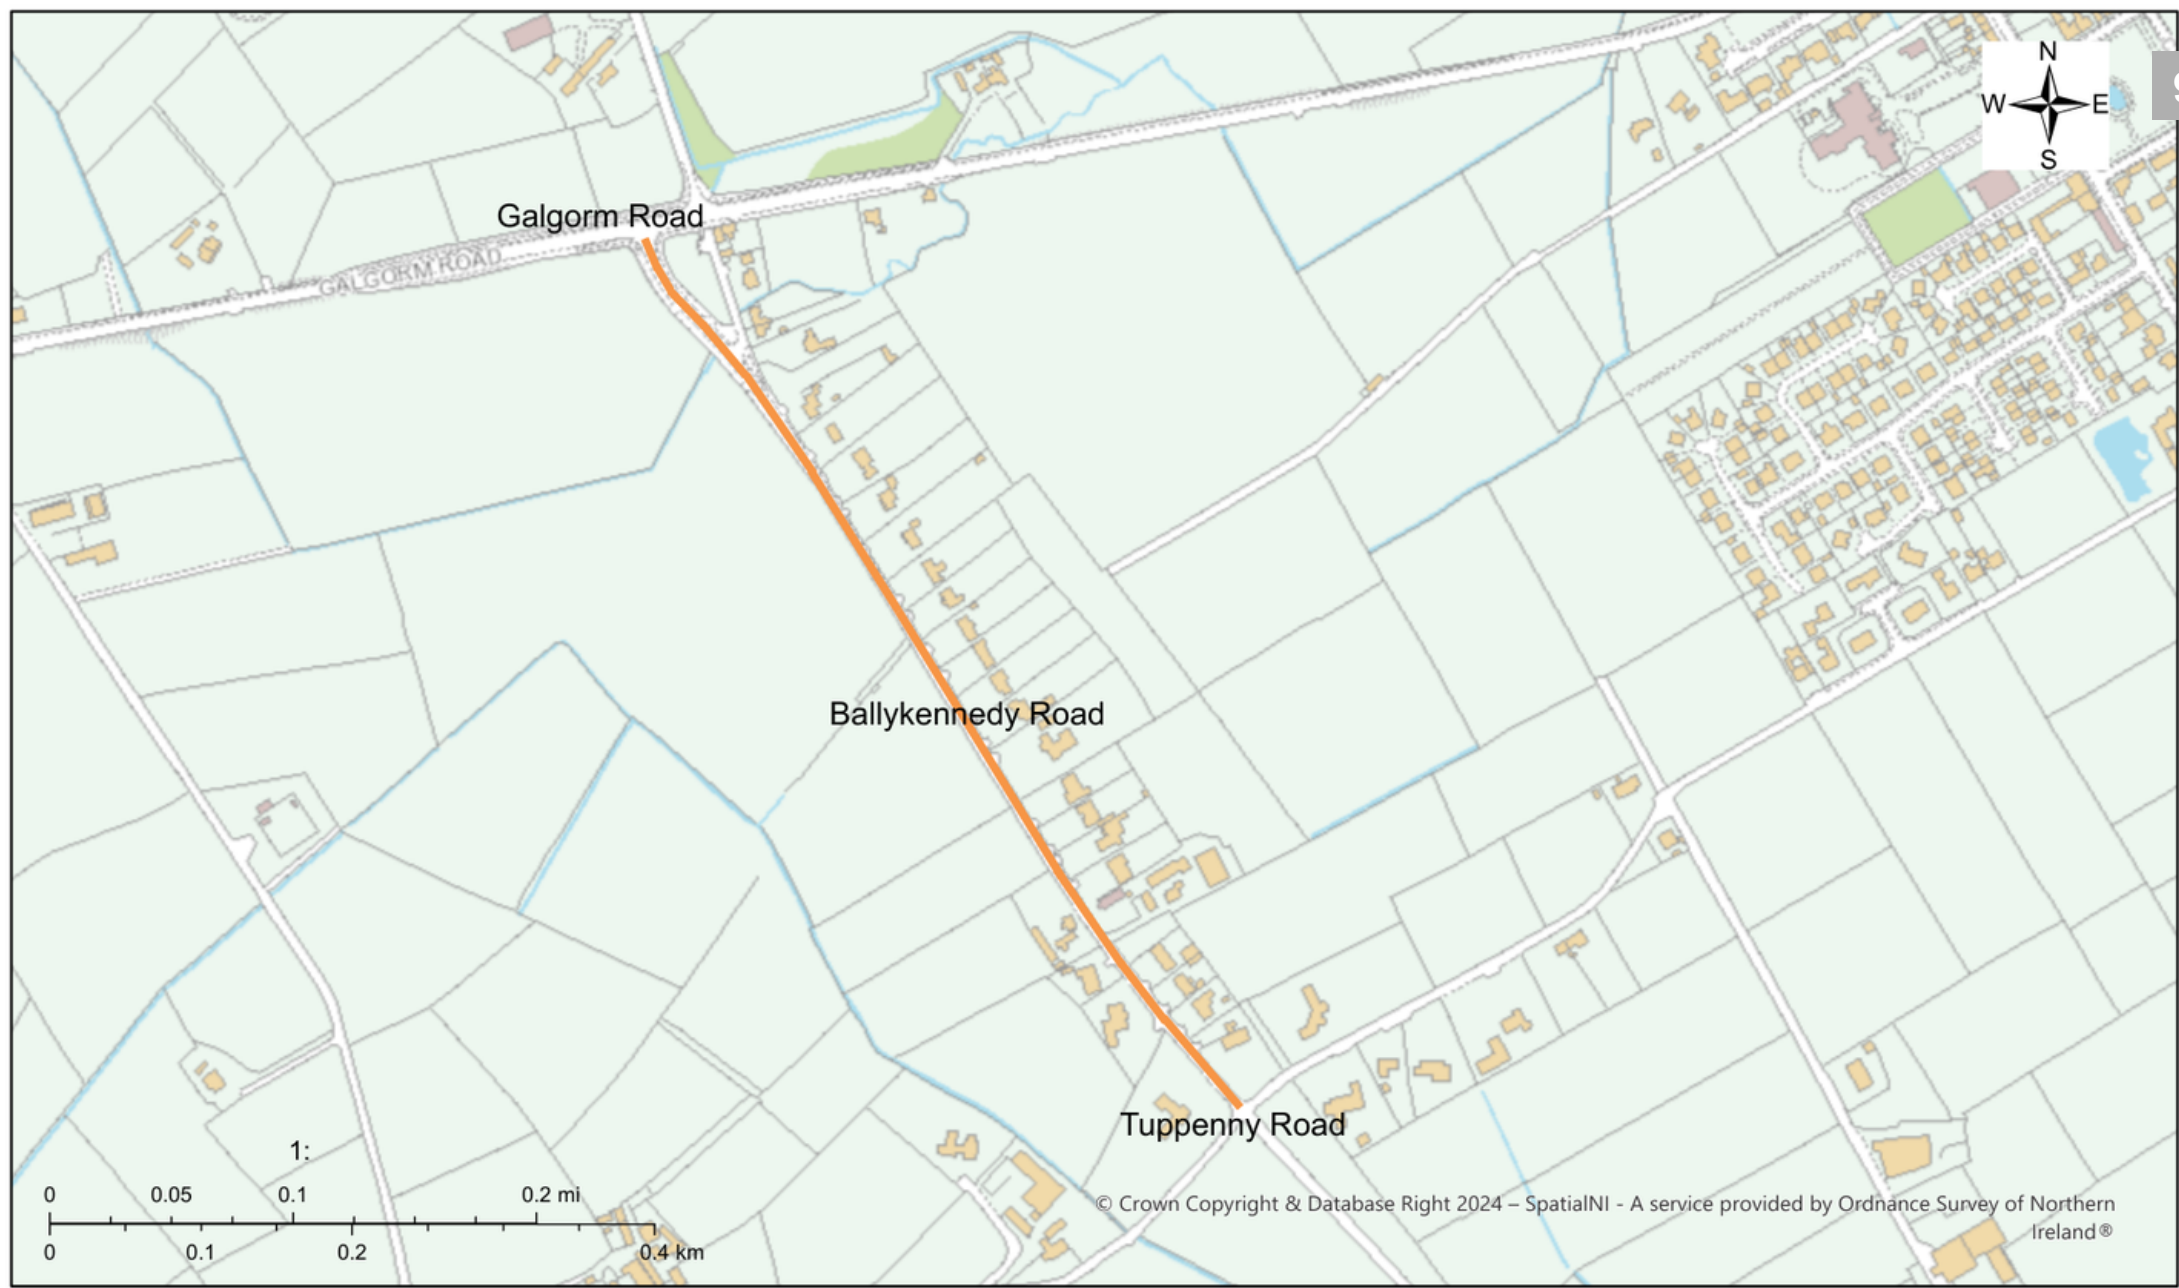 N
W E
S
Galgorm Road
GALGORM ROAD
Ballykennedy Road
Tuppenny Road
1:
0 0.05 0.1 0.2 mi
0 0.1 0.2 0.4 km
© Crown Copyright & Database Right 2024 – SpatialNI - A service provided by Ordnance Survey of Northern
Ireland®